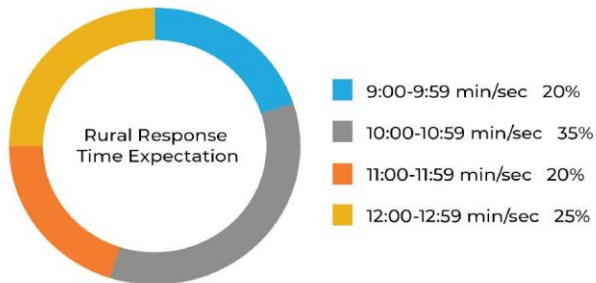 Rural Response
Time Expectation
9:00-9:59 min/sec 20%
10:00-10:59 min/sec 35%
11:00-11:59 min/sec 20%
12:00-12:59 min/sec 25%